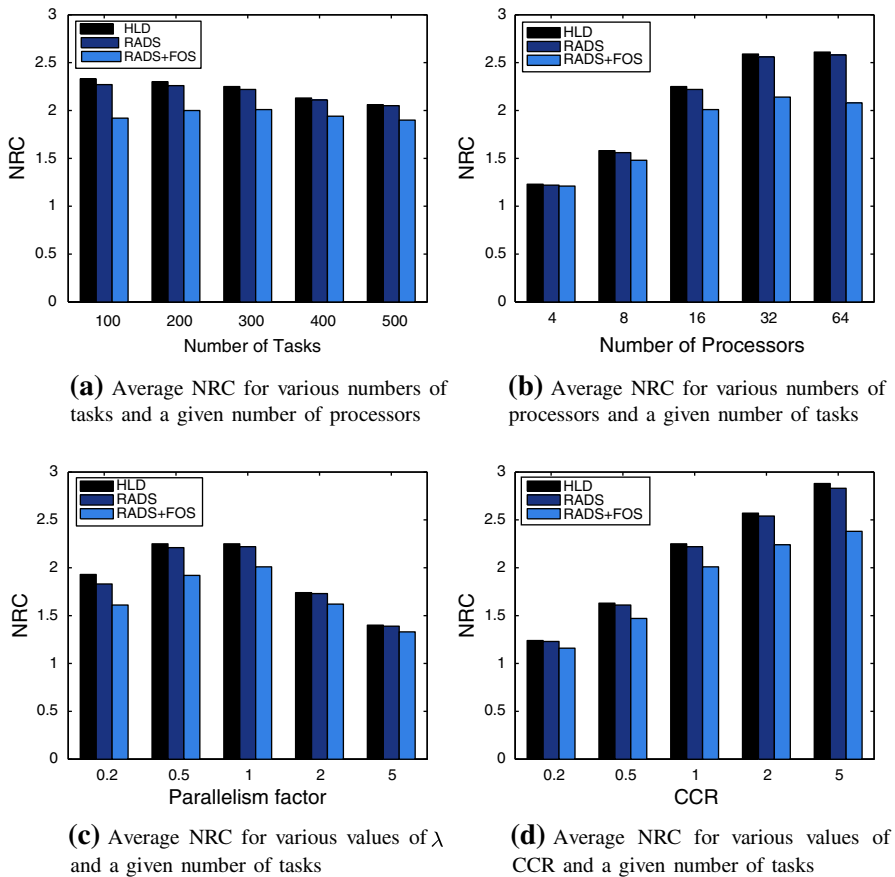 HLD
RADS
RADS+FOS
NRC
3
2.5
2
1.5
1
0.5
0
100 200 300 400 500
Number of Tasks
(a) Average NRC for various numbers of
tasks and a given number of processors
HLD
RADS
RADS+FOS
NRC
3
2.5
2
1.5
1
0.5
0
4 8 16 32 64
Number of Processors
(b) Average NRC for various numbers of
processors and a given number of tasks
HLD
RADS
RADS+FOS
NRC
3
2.5
2
1.5
1
0.5
0
0.2 0.5 1 2 5
Parallelism factor
(c) Average NRC for various values of λ
and a given number of tasks
HLD
RADS
RADS+FOS
NRC
3
2.5
2
1.5
1
0.5
0
0.2 0.5 1 2 5
CCR
(d) Average NRC for various values of
CCR and a given number of tasks